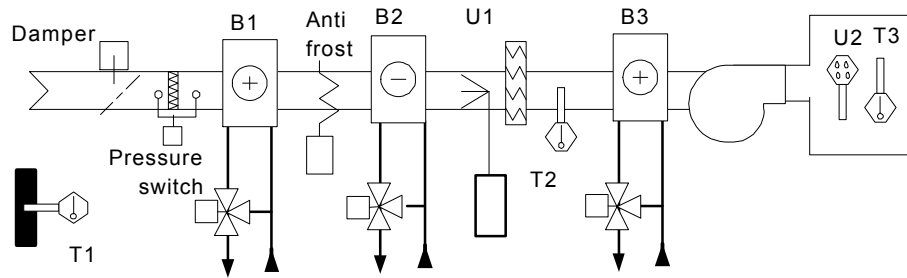 Damper
B1
Anti
frost
B2
U1
B3
U2
T3
Pressure
switch
T2
T1